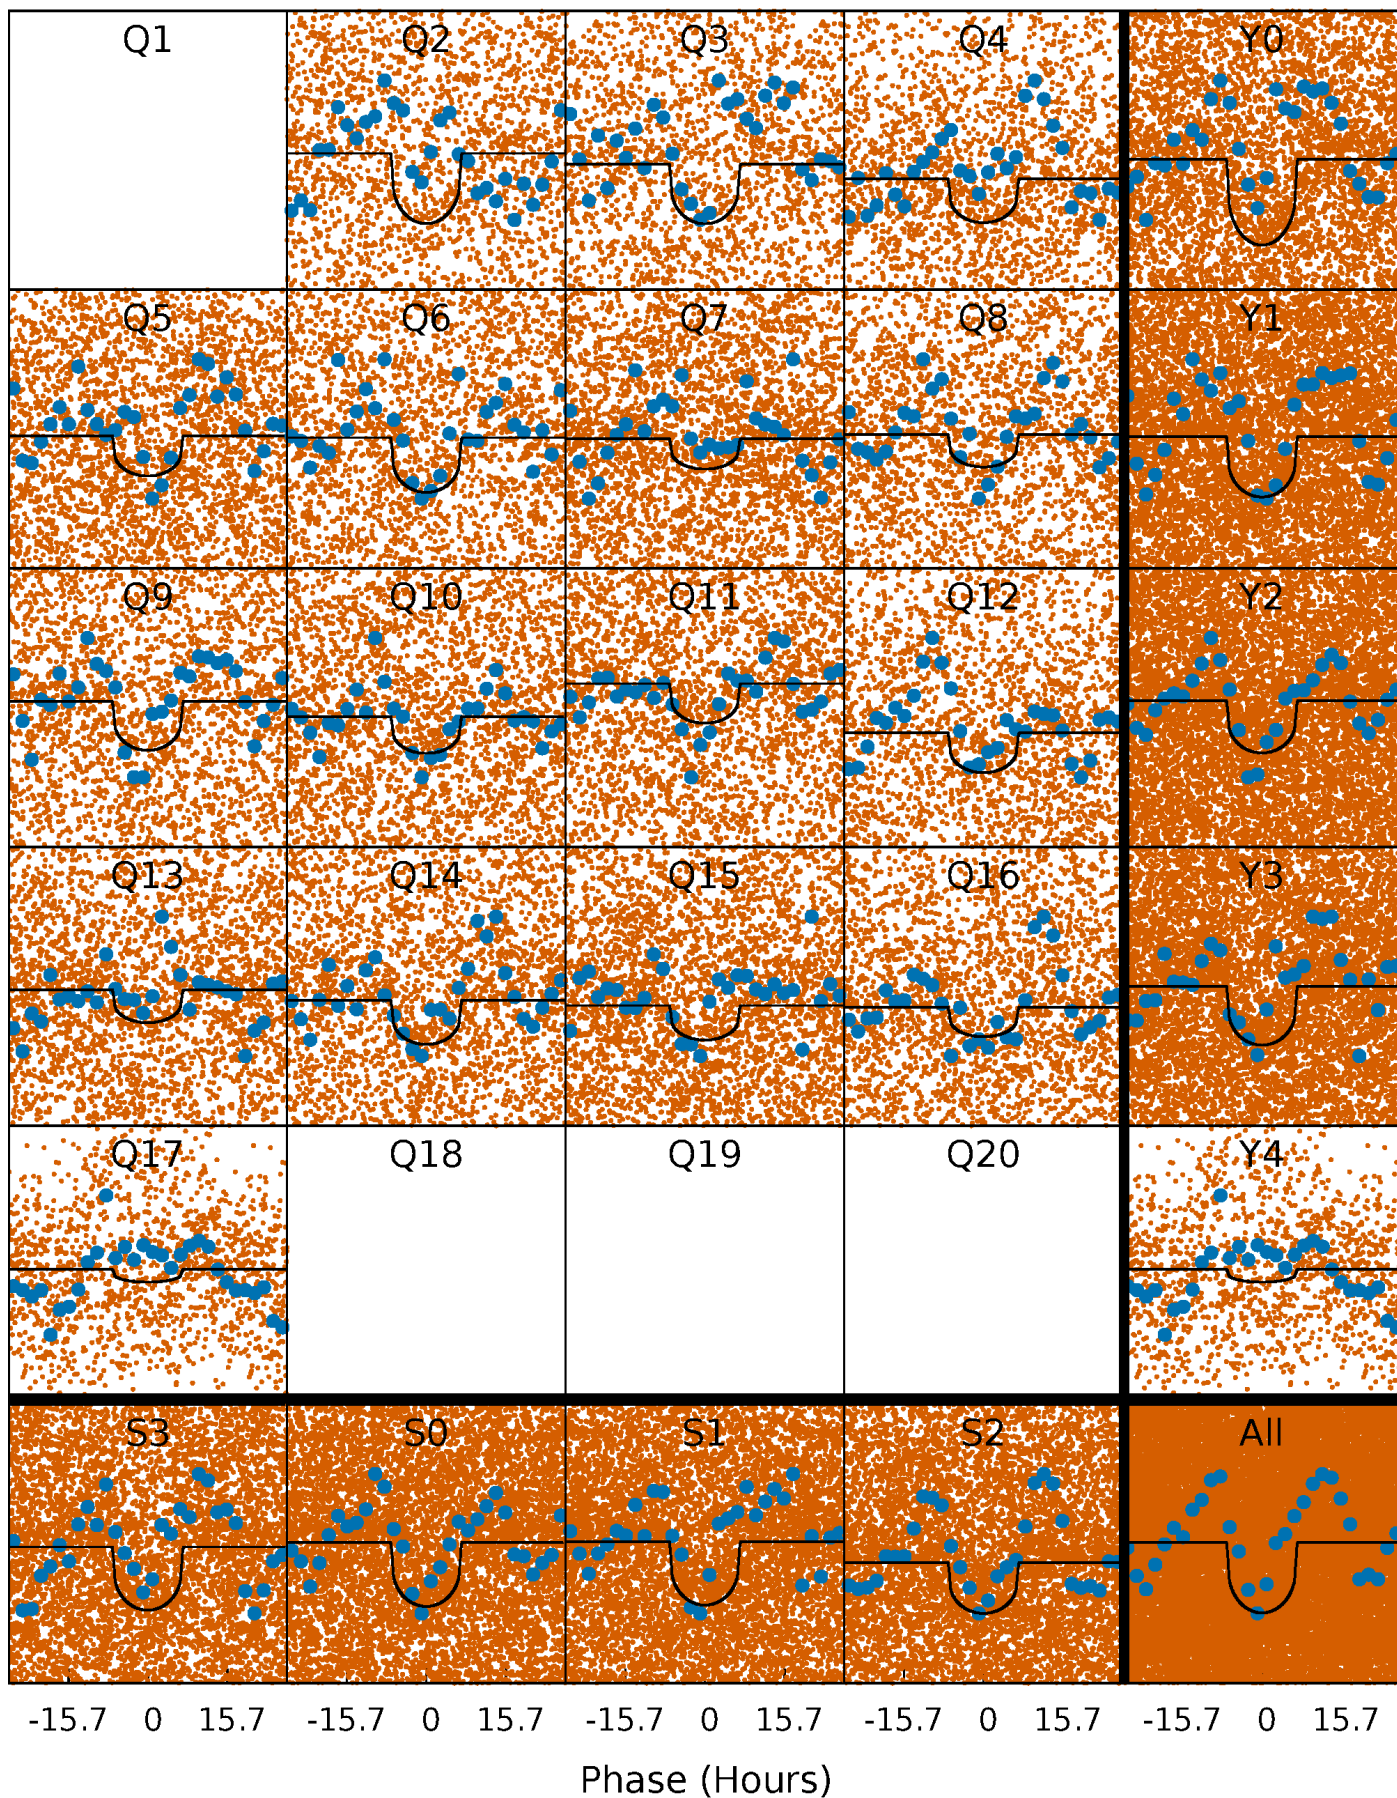 Q1 Q2 Q3 Q4 Y0
Q5 Q6 Q7 Q8 Y1
Q9 Q10 Q11 Q12 Y2
Q13 Q14 Q15 Q16 Y3
Q17 Q18 Q19 Q20 Y4
S3 S0 S1 S2 All
-15.7 0 15.7 -15.7 0 15.7 -15.7 0 15.7 -15.7 0 15.7 -15.7 0 15.7
Phase (Hours)